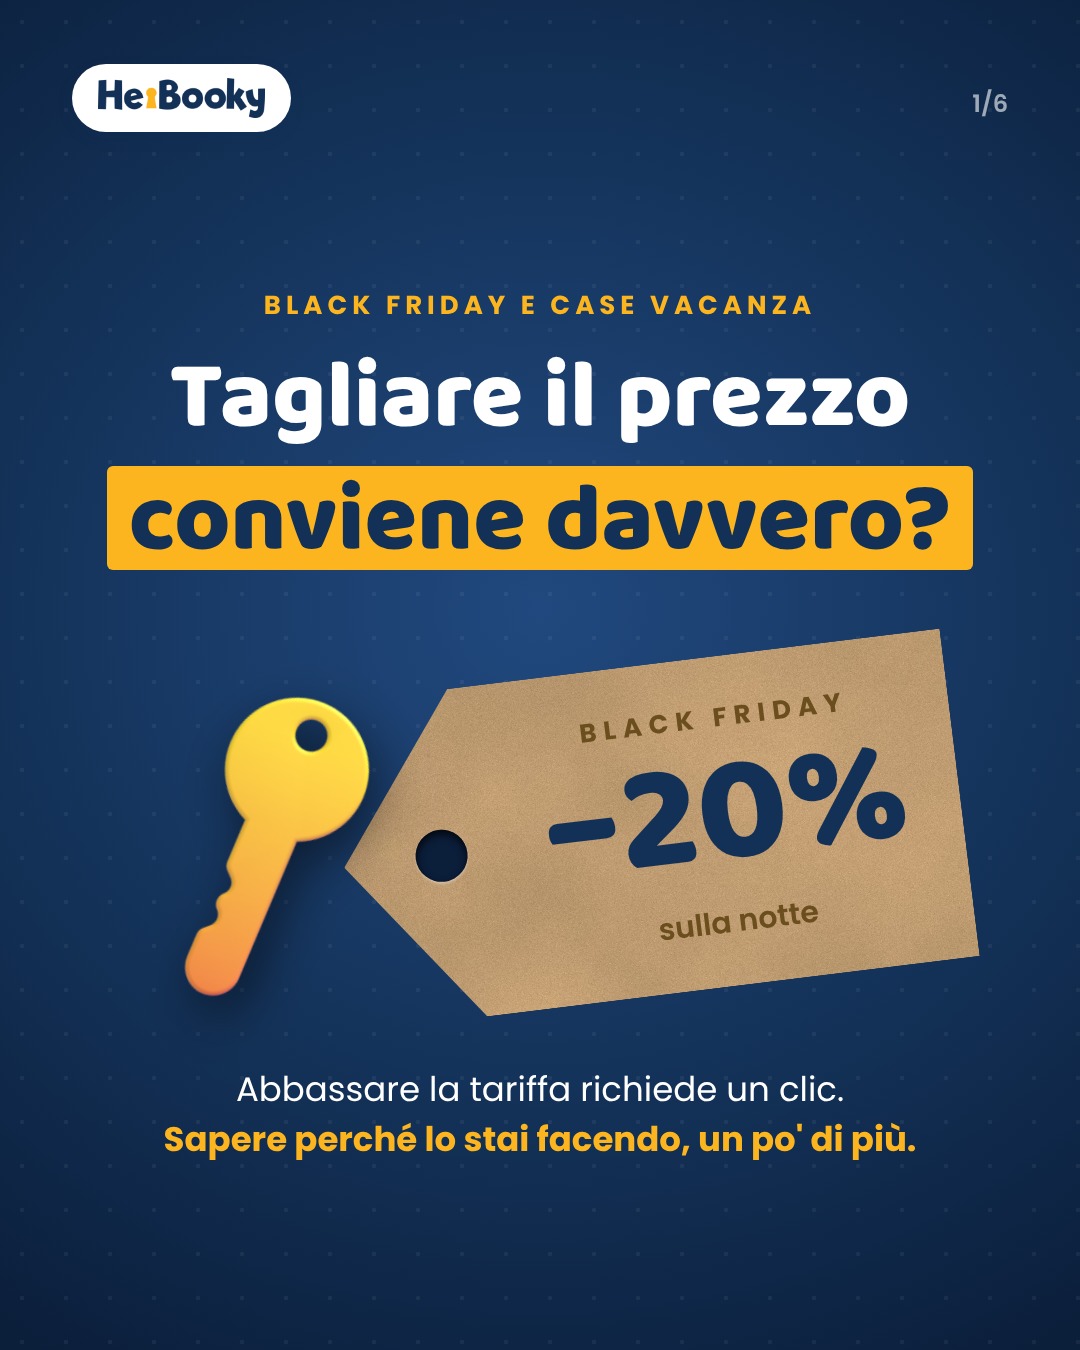 HeiBooky
1/6
BLACK FRIDAY E CASE VACANZA
Tagliare il prezzo
conviene davvero?
BLACK FRIDAY
–20%
sulla notte
Abbassare la tariffa richiede un clic.
Sapere perché lo stai facendo, un po' di più.